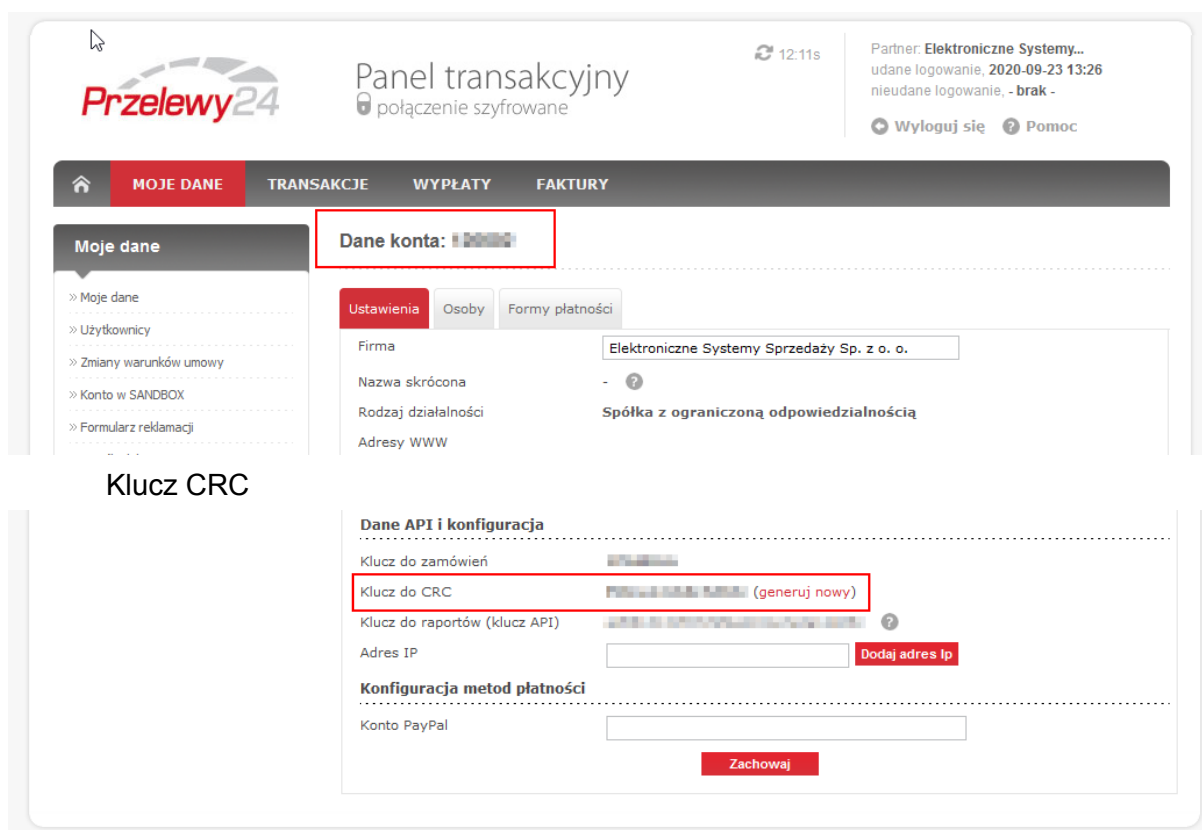 Przelewy24
Panel transakcyjny
połączenie szyfrowane
12:11s
Partner: Elektroniczne Systemy...
udane logowanie, 2020-09-23 13:26
nieudane logowanie, - brak -
Wyloguj się ? Pomoc
MOJE DANE TRANSAKCJE WYPŁATY FAKTURY
Moje dane
» Moje dane
» Użytkownicy
» Zmiany warunków umowy
» Konto w SANDBOX
» Formularz reklamacji
Dane konta:
Ustawienia Osoby Formy płatności
Firma Elektroniczne Systemy Sprzedaży Sp. z o. o.
Nazwa skrócona - ?
Rodzaj działalności Spółka z ograniczoną odpowiedzialnością
Adresy WWW
Klucz CRC
Dane API i konfiguracja
Klucz do zamówień
Klucz do CRC (generuj nowy)
Klucz do raportów (klucz API) ?
Adres IP Dodaj adres Ip
Konfiguracja metod płatności
Konto PayPal
Zachowaj